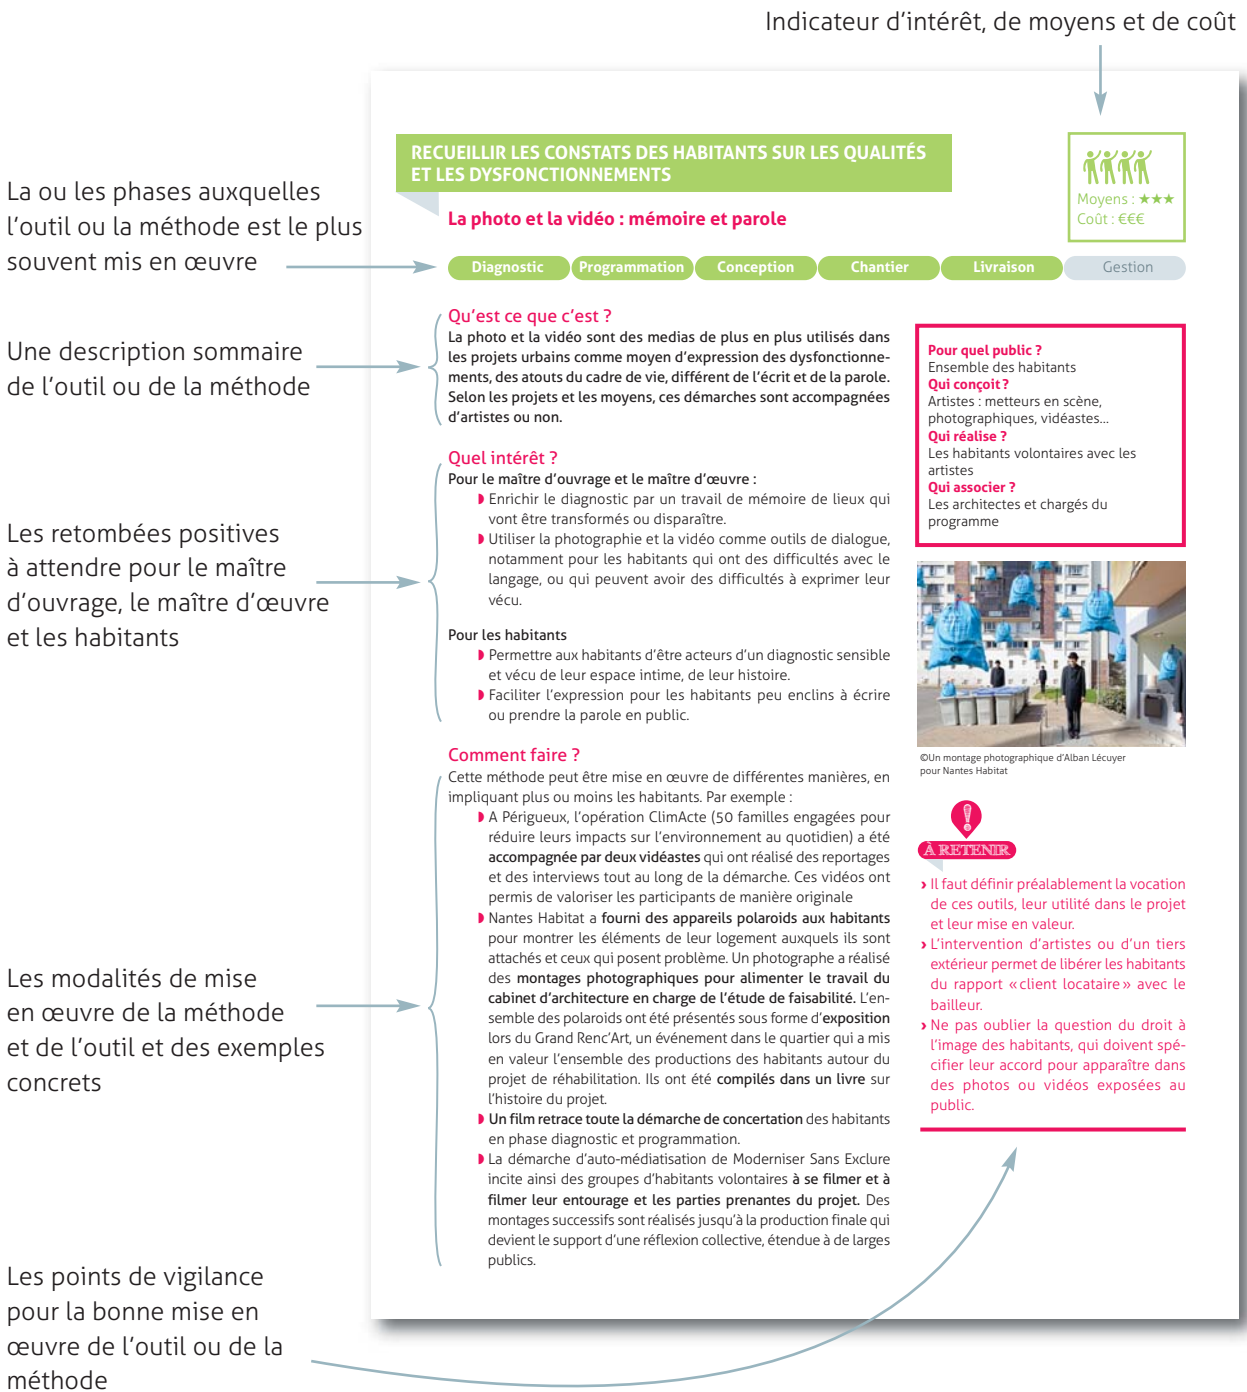 Indicateur d'intérêt, de moyens et de coût
RECUEILLIR LES CONSTATS DES HABITANTS SUR LES QUALITÉS
ET LES DYSFONCTIONNEMENTS
Moyens : ★★★
Coût : €€€
La ou les phases auxquelles
l'outil ou la méthode est le plus
souvent mis en œuvre
La photo et la vidéo : mémoire et parole
Diagnostic Programmation Conception Chantier Livraison Gestion
Une description sommaire
de l'outil ou de la méthode
Qu'est ce que c'est ?
La photo et la vidéo sont des medias de plus en plus utilisés dans
les projets urbains comme moyen d'expression des dysfonctionne-
ments, des atouts du cadre de vie, différent de l'écrit et de la parole.
Selon les projets et les moyens, ces démarches sont accompagnées
d'artistes ou non.
Les retombées positives
à attendre pour le maître
d'ouvrage, le maître d'œuvre
et les habitants
Quel intérêt ?
Pour le maître d'ouvrage et le maître d'œuvre :
Enrichir le diagnostic par un travail de mémoire de lieux qui
vont être transformés ou disparaître.
Utiliser la photographie et la vidéo comme outils de dialogue,
notamment pour les habitants qui ont des difficultés avec le
langage, ou qui peuvent avoir des difficultés à exprimer leur
vécu.
Pour les habitants
Permettre aux habitants d'être acteurs d'un diagnostic sensible
et vécu de leur espace intime, de leur histoire.
Faciliter l'expression pour les habitants peu enclins à écrire
ou prendre la parole en public.
Les modalités de mise
en œuvre de la méthode
et de l'outil et des exemples
concrets
Comment faire ?
Cette méthode peut être mise en œuvre de différentes manières, en
impliquant plus ou moins les habitants. Par exemple :
A Périgueux, l'opération ClimActe (50 familles engagées pour
réduire leurs impacts sur l'environnement au quotidien) a été
accompagnée par deux vidéastes qui ont réalisé des reportages
et des interviews tout au long de la démarche. Ces vidéos ont
permis de valoriser les participants de manière originale
Nantes Habitat a fourni des appareils polaroids aux habitants
pour montrer les éléments de leur logement auxquels ils sont
attachés et ceux qui posent problème. Un photographe a réalisé
des montages photographiques pour alimenter le travail du
cabinet d'architecture en charge de l'étude de faisabilité. L'en-
semble des polaroids ont été présentés sous forme d'exposition
lors du Grand Renc'Art, un événement dans le quartier qui a mis
en valeur l'ensemble des productions des habitants autour du
projet de réhabilitation. Ils ont été compilés dans un livre sur
l'histoire du projet.
Un film retrace toute la démarche de concertation des habitants
en phase diagnostic et programmation.
La démarche d'auto-médiatisation de Moderniser Sans Exclure
incite ainsi des groupes d'habitants volontaires à se filmer et à
filmer leur entourage et les parties prenantes du projet. Des
montages successifs sont réalisés jusqu'à la production finale qui
devient le support d'une réflexion collective, étendue à de larges
publics.
Pour quel public ?
Ensemble des habitants
Qui conçoit ?
Artistes : metteurs en scène,
photographiques, vidéastes...
Qui réalise ?
Les habitants volontaires avec les
artistes
Qui associer ?
Les architectes et chargés du
programme
©Un montage photographique d'Alban Lécuyer
pour Nantes Habitat
À RETENIR
› Il faut définir préalablement la vocation
de ces outils, leur utilité dans le projet
et leur mise en valeur.
› L'intervention d'artistes ou d'un tiers
extérieur permet de libérer les habitants
du rapport « client locataire » avec le
bailleur.
› Ne pas oublier la question du droit à
l'image des habitants, qui doivent spé-
cifier leur accord pour apparaître dans
des photos ou vidéos exposées au
public.
Les points de vigilance
pour la bonne mise en
œuvre de l'outil ou de la
méthode